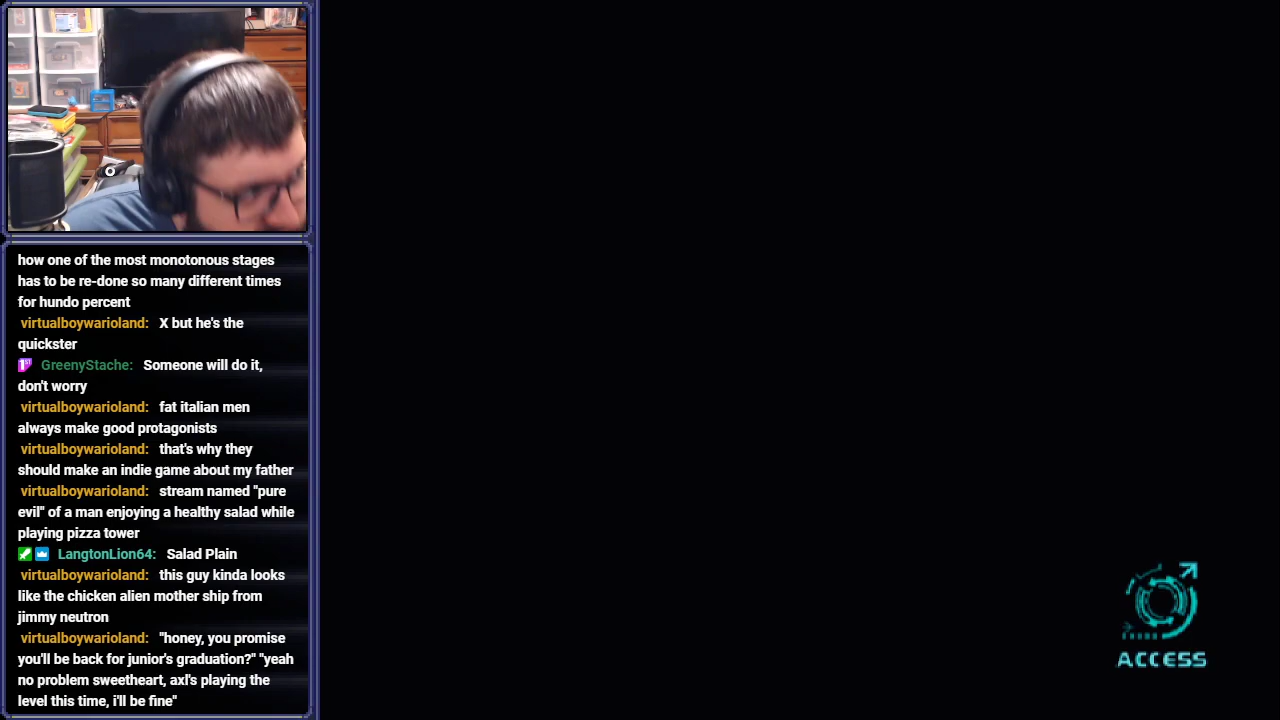 how one of the most monotonous stages
has to be re-done so many different times
for hundo percent
virtualboywarioland: X but he's the
quickster
1ST GreenyStache: Someone will do it,
don't worry
virtualboywarioland: fat italian men
always make good protagonists
virtualboywarioland: that's why they
should make an indie game about my father
virtualboywarioland: stream named "pure
evil" of a man enjoying a healthy salad while
playing pizza tower
LangtonLion64: Salad Plain
virtualboywarioland: this guy kinda looks
like the chicken alien mother ship from
jimmy neutron
virtualboywarioland: "honey, you promise
you'll be back for junior's graduation?" "yeah
no problem sweetheart, axl's playing the
level this time, i'll be fine"
ACCESS